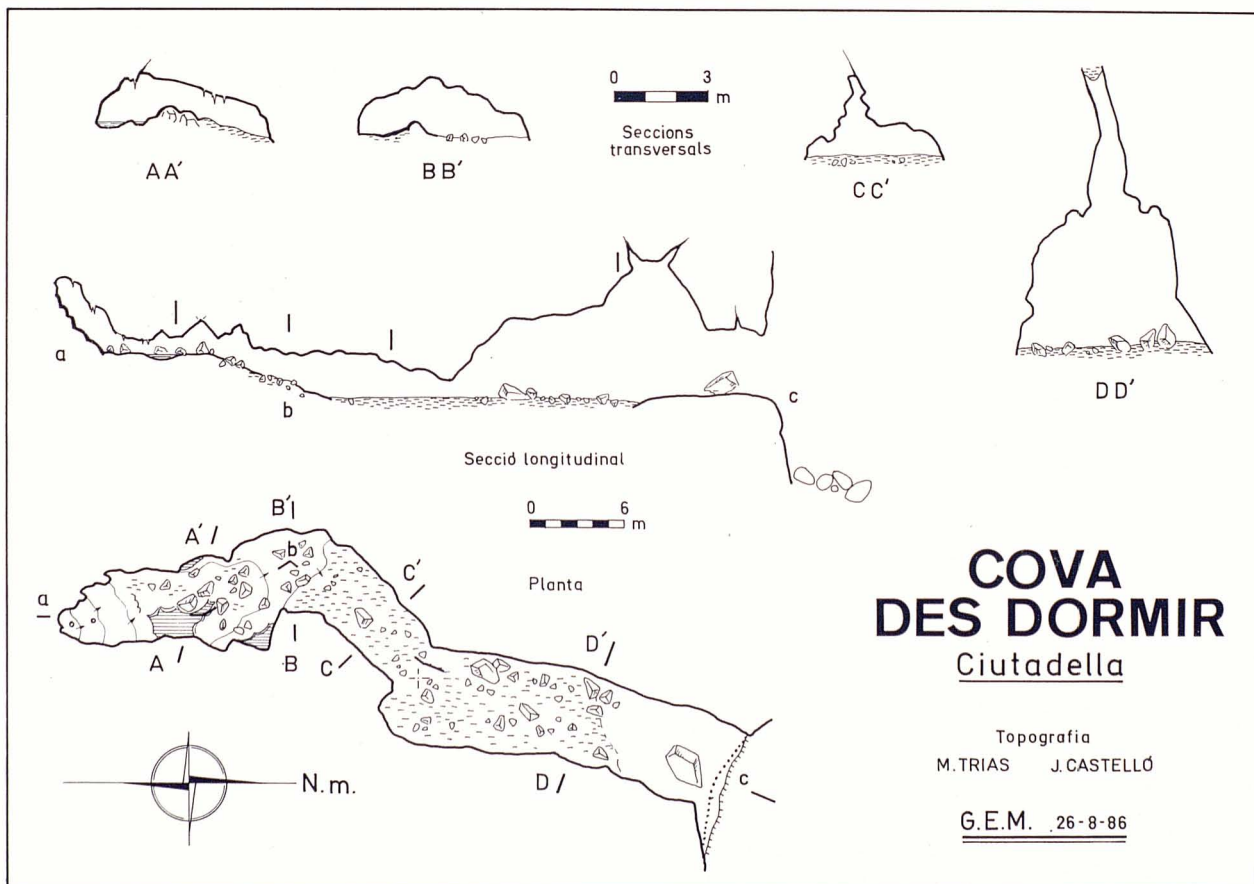 AA'
BB'
0 3
m
Seccions
transversals
CC'
DD'
a
b
c
Secció longitudinal
0 6
m
Planta
a
A'
B'
b
C'
D'
A
B
C
D
c
N.m.
COVA
DES DORMIR
Ciutadella
Topografia
M. TRIAS J. CASTELLÓ
G.E.M. 26-8-86